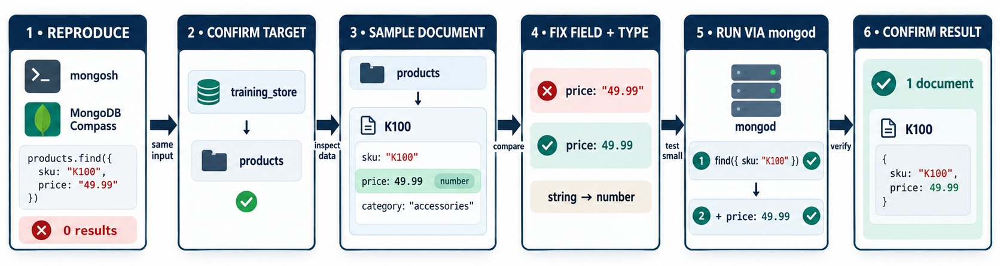 1 • REPRODUCE
mongosh
MongoDB
Compass
products.find({
sku: "K100",
price: "49.99"
})
0 results
same
input
2 • CONFIRM TARGET
training_store
products
inspect
data
3 • SAMPLE DOCUMENT
products
K100
sku: "K100"
price: 49.99 number
category: "accessories"
compare
4 • FIX FIELD + TYPE
price: "49.99"
price: 49.99
string → number
test
small
5 • RUN VIA mongod
mongod
1 find({ sku: "K100" })
2 + price: 49.99
verify
6 • CONFIRM RESULT
1 document
K100
{
sku: "K100",
price: 49.99
}